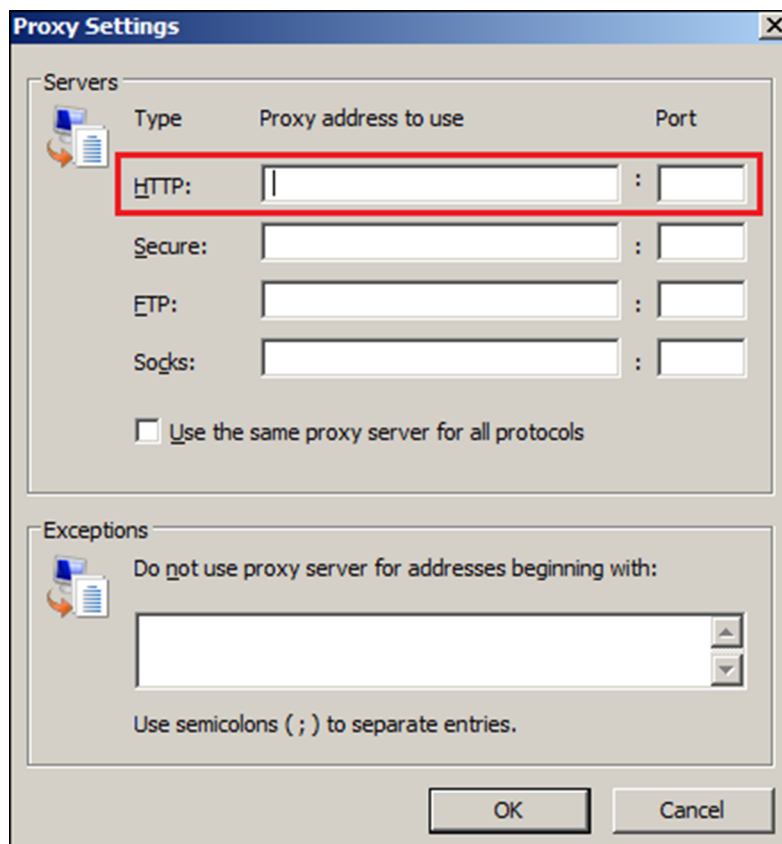 Proxy Settings
Servers
Type Proxy address to use Port
HTTP: :
Secure: :
FTP: :
Socks: :
Use the same proxy server for all protocols
Exceptions
Do not use proxy server for addresses beginning with:
Use semicolons ( ; ) to separate entries.
OK Cancel